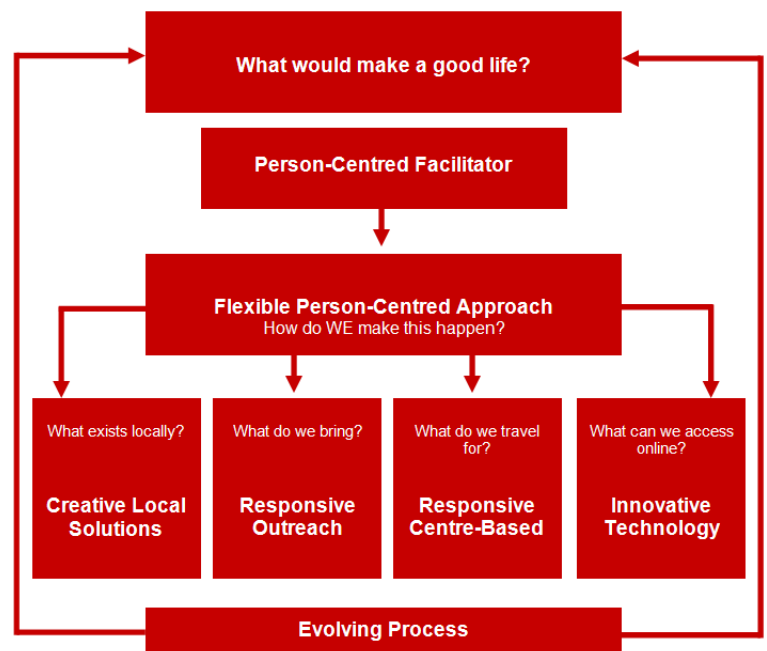 What would make a good life?
Person-Centred Facilitator
Flexible Person-Centred Approach
How do WE make this happen?
What exists locally?
Creative Local
Solutions
What do we bring?
Responsive
Outreach
What do we travel
for?
Responsive
Centre-Based
What can we access
online?
Innovative
Technology
Evolving Process